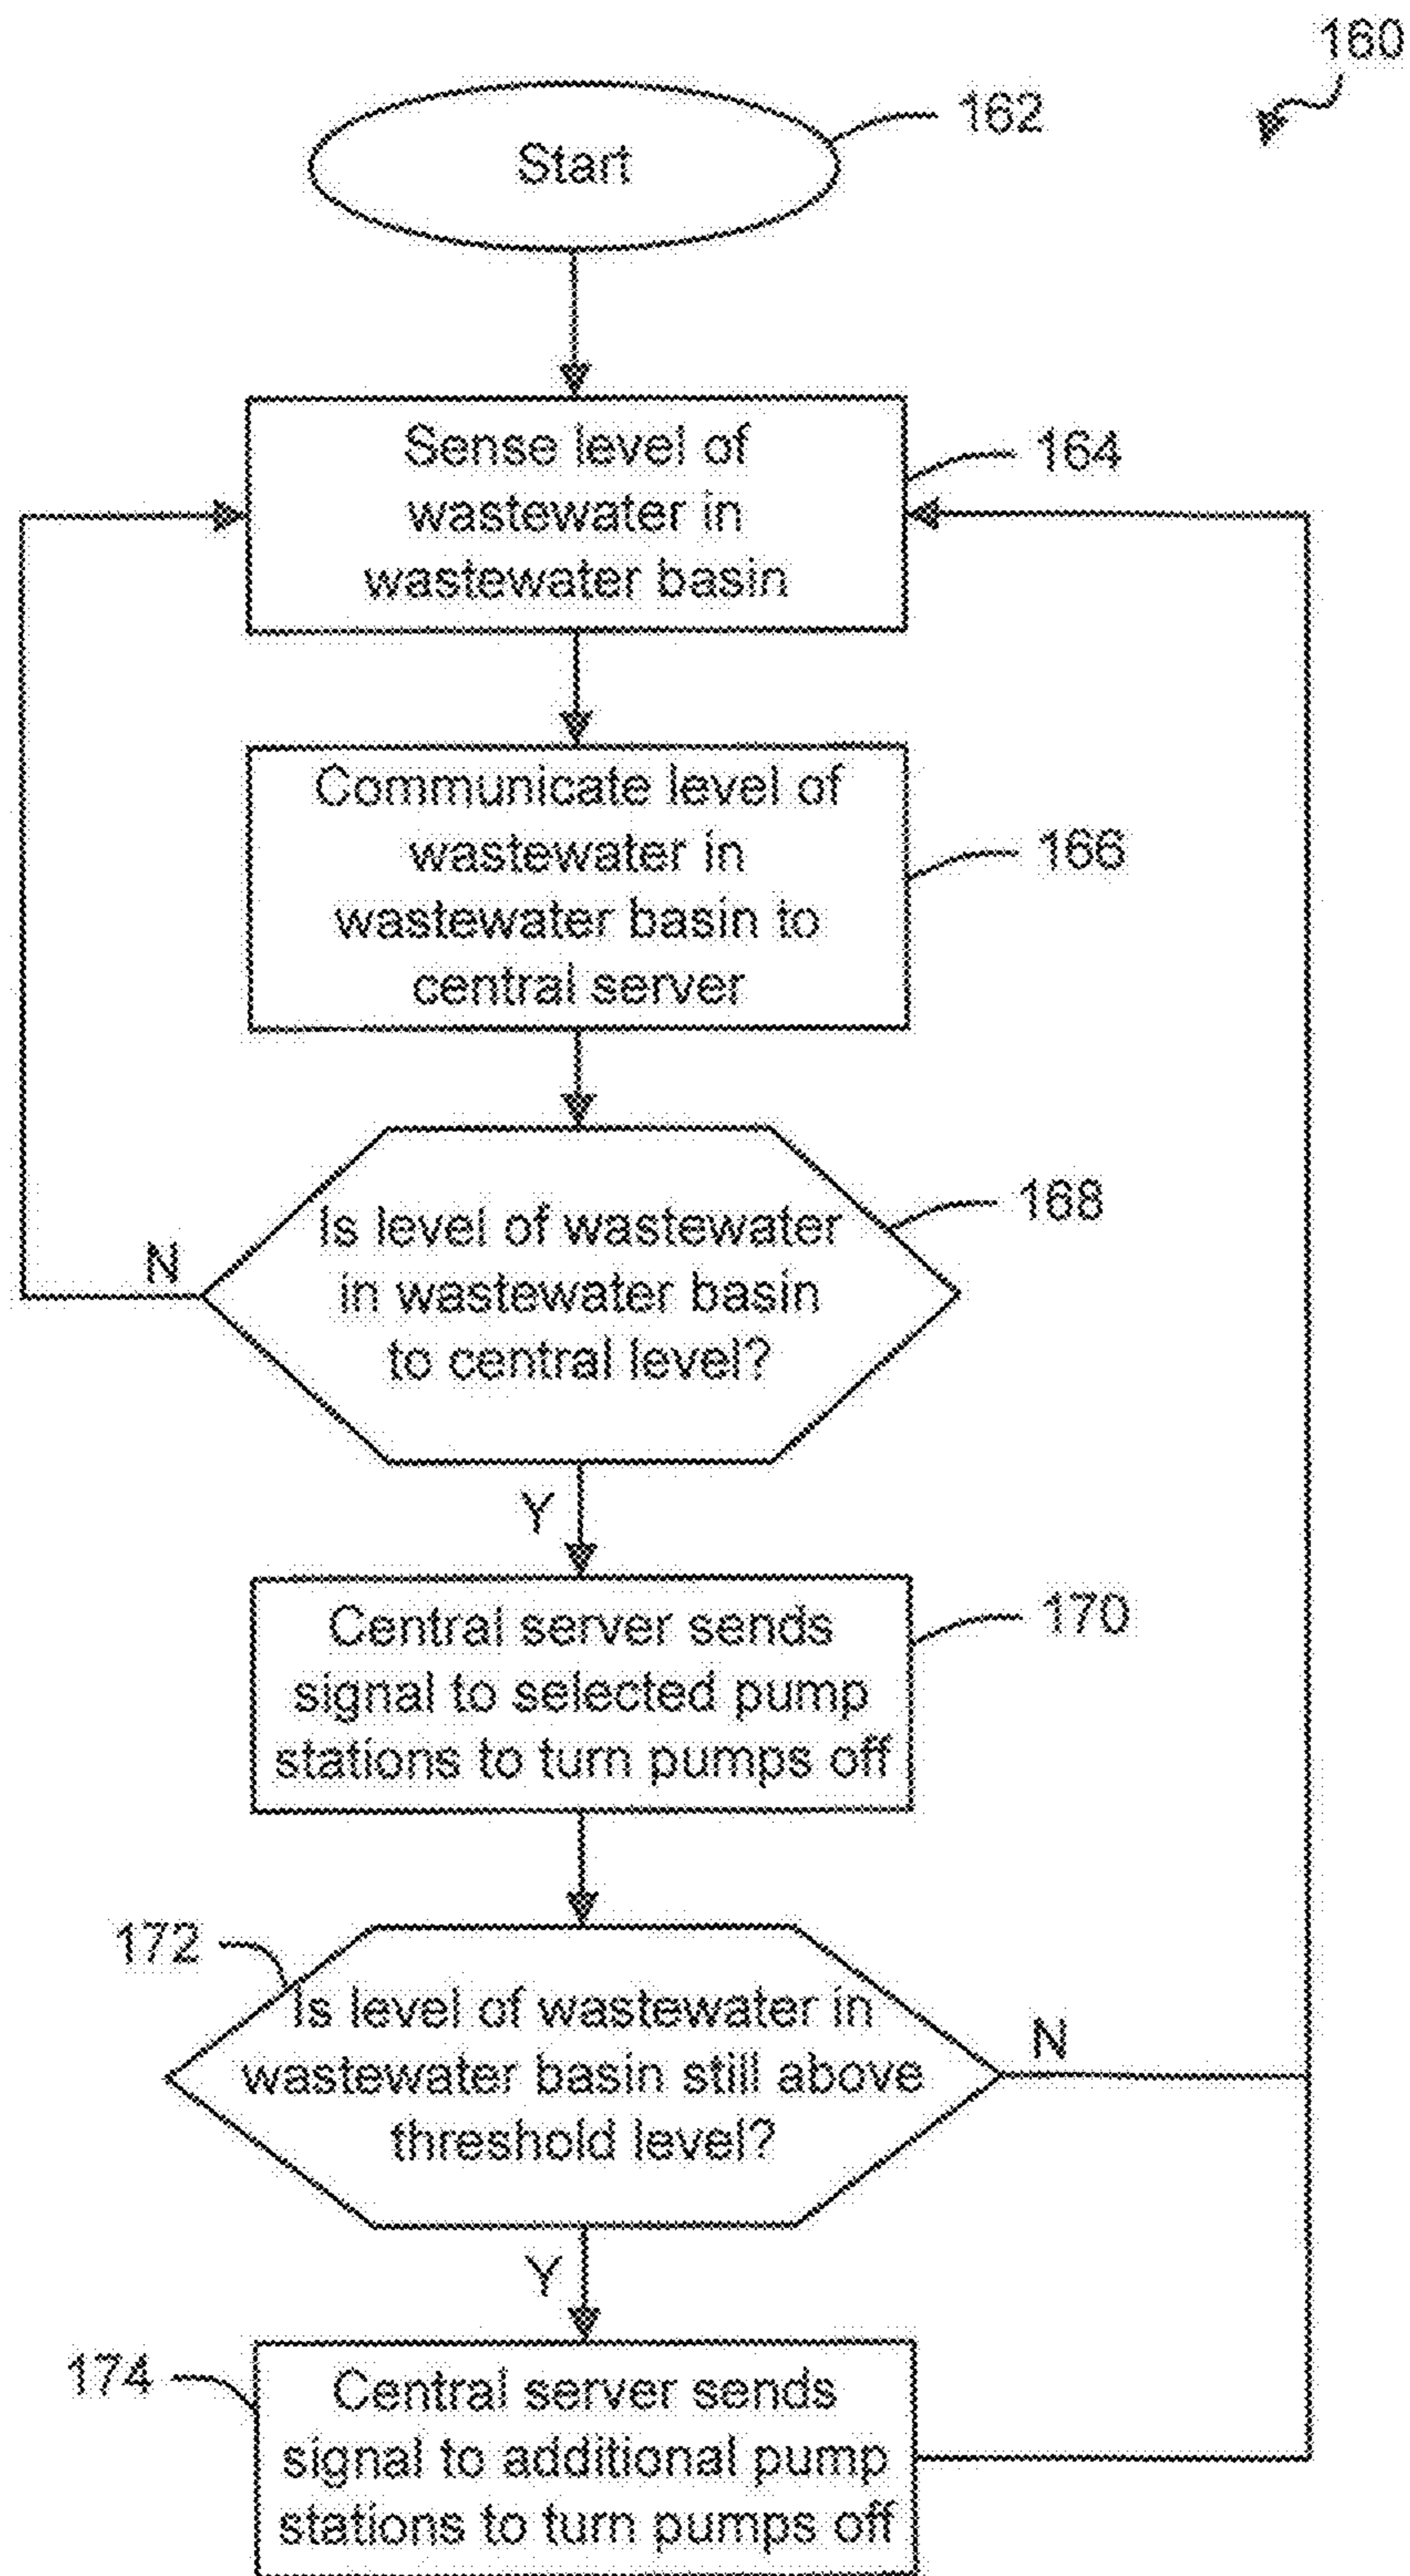 160
162
Start
Sense level of
wastewater in
wastewater basin
164
Communicate level of
wastewater in
wastewater basin to
central server
166
Is level of wastewater
in wastewater basin
to central level?
168
N
Y
Central server sends
signal to selected pump
stations to turn pumps off
170
172
Is level of wastewater in
wastewater basin still above
threshold level?
N
Y
174
Central server sends
signal to additional pump
stations to turn pumps off